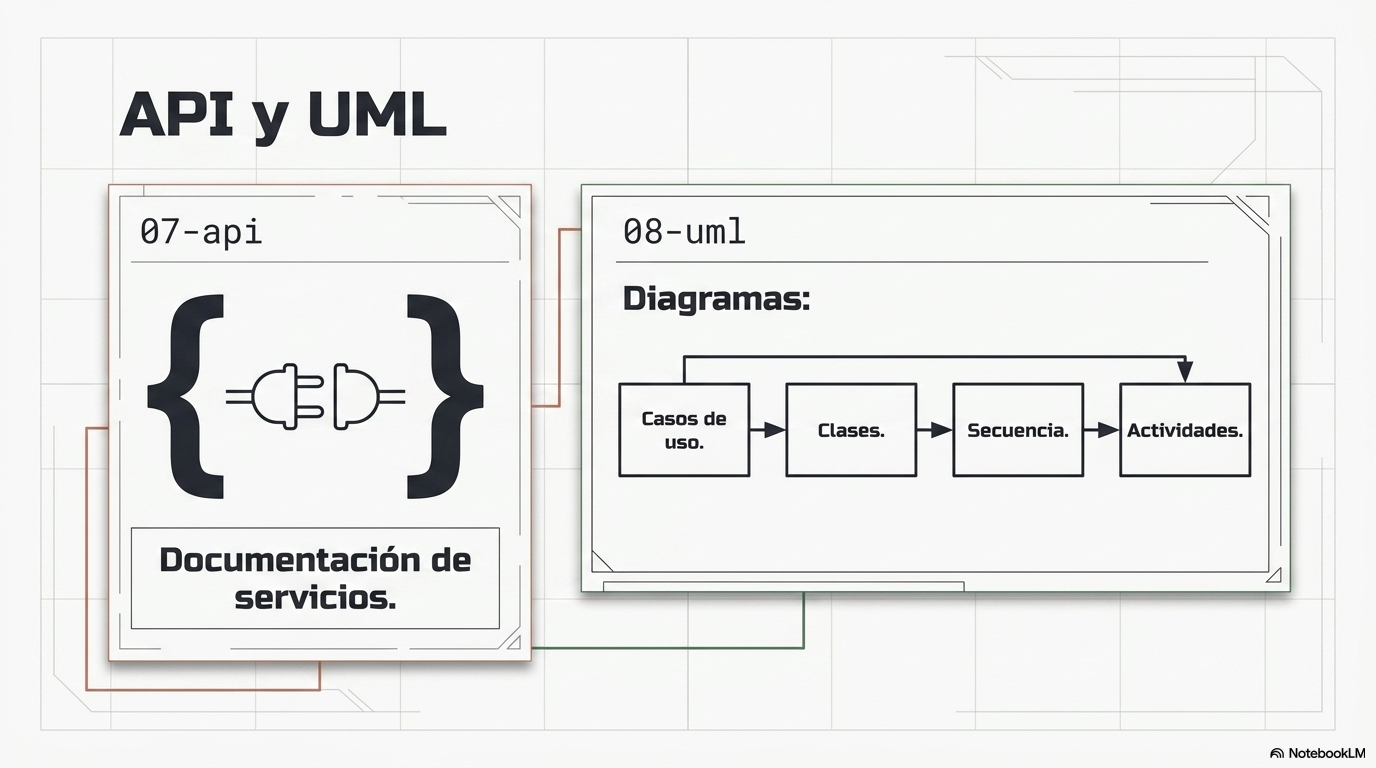 API y UML
07-api
{ }
Documentación de
servicios.
08-uml
Diagramas:
Casos de
uso.
Clases.
Secuencia.
Actividades.
NotebookLM